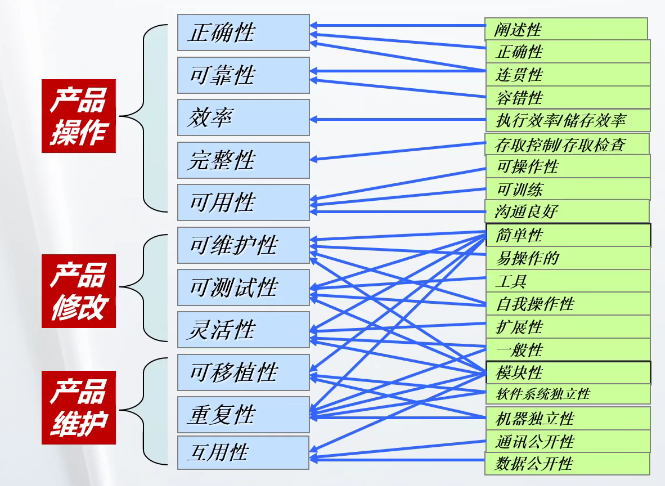 产品
操作
产品
修改
产品
维护
正确性
可靠性
效率
完整性
可用性
可维护性
可测试性
灵活性
可移植性
重复性
互用性
阐述性
正确性
连贯性
容错性
执行效率/储存效率
存取控制/存取检查
可操作性
可训练
沟通良好
简单性
易操作的
工具
自我操作性
扩展性
一般性
模块性
软件系统独立性
机器独立性
通讯公开性
数据公开性